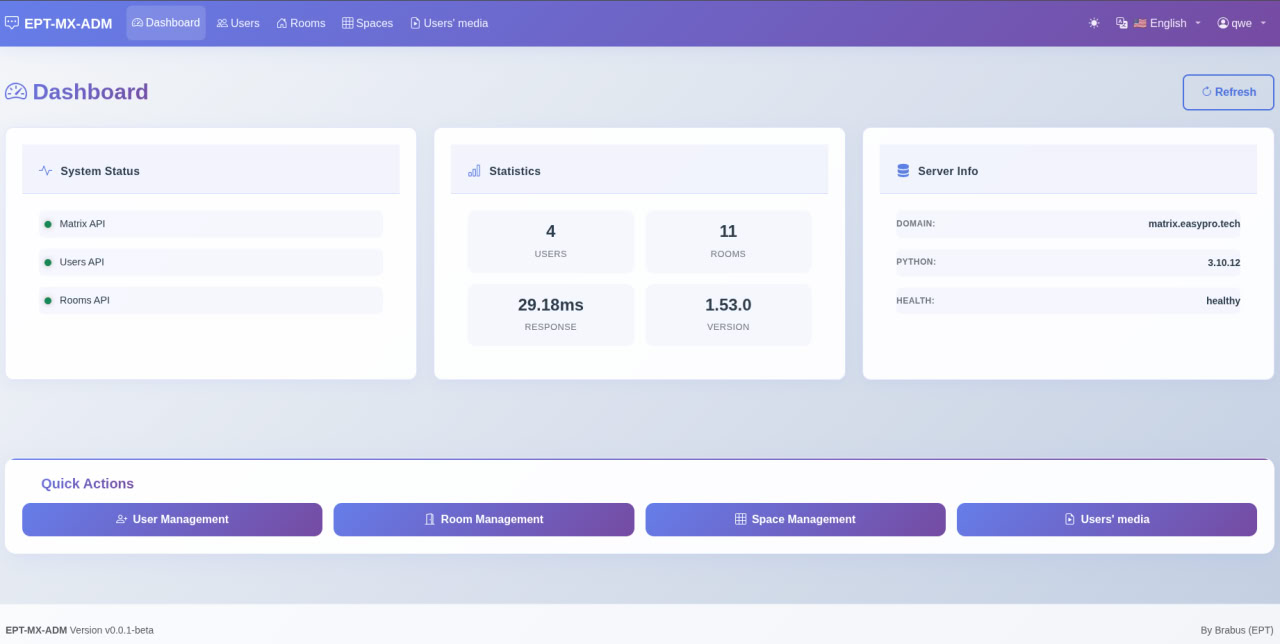 EPT-MX-ADM Dashboard Users Rooms Spaces Users' media English qwe
Dashboard Refresh
System Status
Matrix API
Users API
Rooms API
Statistics
4 11
USERS ROOMS
29.18ms 1.53.0
RESPONSE VERSION
Server Info
DOMAIN: matrix.easypro.tech
PYTHON: 3.10.12
HEALTH: healthy
Quick Actions
User Management Room Management Space Management Users' media
EPT-MX-ADM Version v0.0.1-beta By Brabus (EPT)